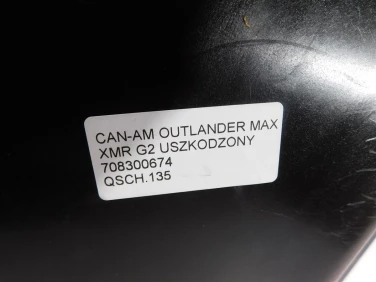 CAN-AM OUTLANDER MAX
XMR G2 USZKODZONY
708300674
QSCH.135